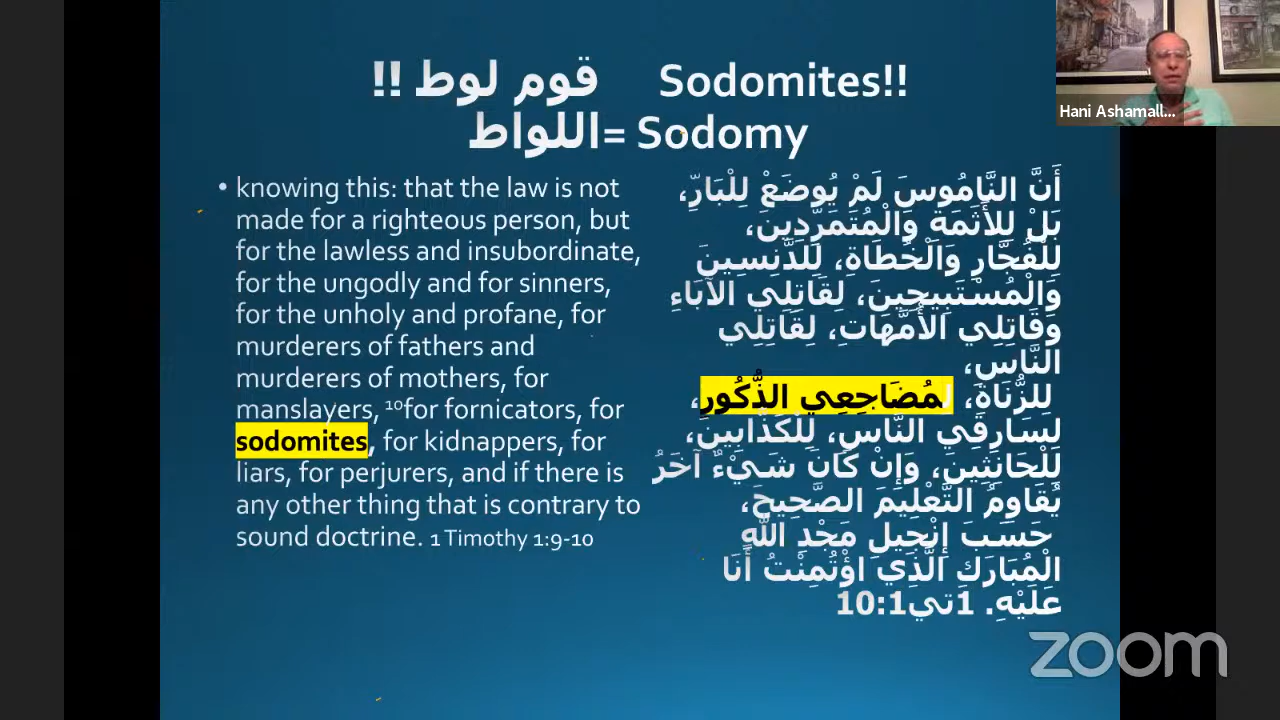 قوم لوط !! Sodomites!!
اللواط= Sodomy
• knowing this: that the law is not
made for a righteous person, but
for the lawless and insubordinate,
for the ungodly and for sinners,
for the unholy and profane, for
murderers of fathers and
murderers of mothers, for
manslayers, ¹⁰for fornicators, for
sodomites, for kidnappers, for
liars, for perjurers, and if there is
any other thing that is contrary to
sound doctrine. 1 Timothy 1:9-10
أَنَّ النَّامُوسَ لَمْ يُوضَعْ لِلْبَارِّ،
بَلْ لِلأَثَمَةِ وَالْمُتَمَرِّدِينَ،
لِلْفُجَّارِ وَالْخُطَاةِ، لِلدَّنِسِينَ
وَالْمُسْتَبِيحِينَ، لِقَاتِلِي الآبَاءِ
وَقَاتِلِي الأُمَّهَاتِ، لِقَاتِلِي
النَّاسِ،
لِلزُّنَاةِ، لِمُضَاجِعِي الذُّكُورِ،
لِسَارِقِي النَّاسِ، لِلْكَذَّابِينَ،
لِلْحَانِثِينَ، وَإِنْ كَانَ شَيْءٌ آخَرُ
يُقَاوِمُ التَّعْلِيمَ الصَّحِيحَ،
حَسَبَ إِنْجِيلِ مَجْدِ اللهِ
الْمُبَارَكِ الَّذِي اؤْتُمِنْتُ أَنَا
عَلَيْهِ. 1تي10:1
Hani Ashamall...
zoom